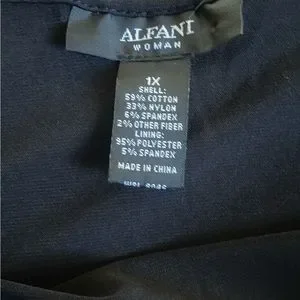 ALFANI
WOMAN
1X
SHELL:
59% COTTON
33% NYLON
6% SPANDEX
2% OTHER FIBER
LINING:
95% POLYESTER
5% SPANDEX
MADE IN CHINA